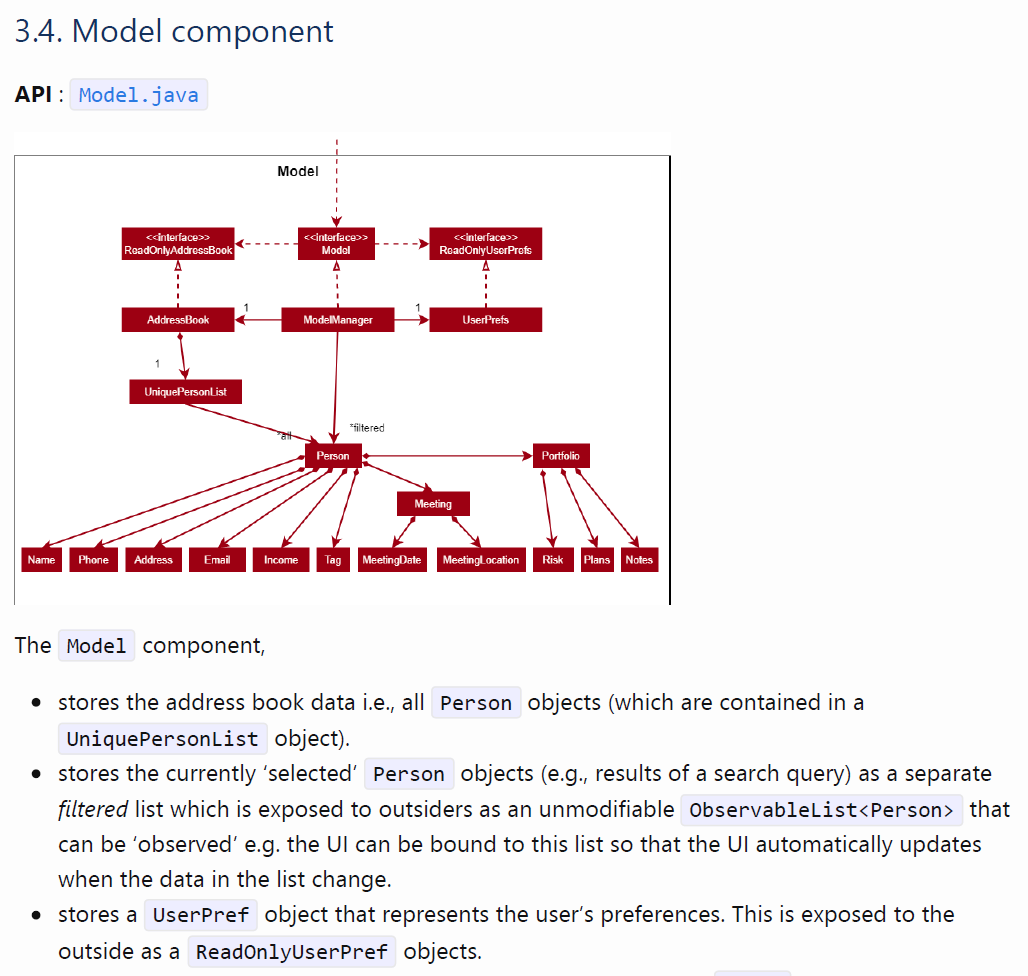 3.4. Model component
API : Model.java
Model
<<interface>>
ReadOnlyAddressBook
<<interface>>
Model
<<interface>>
ReadOnlyUserPrefs
1
1
AddressBook
ModelManager
UserPrefs
1
UniquePersonList
*all
*filtered
Person
Portfolio
Meeting
Name
Phone
Address
Email
Income
Tag
MeetingDate
MeetingLocation
Risk
Plans
Notes
The Model component,
• stores the address book data i.e., all Person objects (which are contained in a
UniquePersonList object).
• stores the currently ‘selected’ Person objects (e.g., results of a search query) as a separate
filtered list which is exposed to outsiders as an unmodifiable ObservableList<Person> that
can be ‘observed’ e.g. the UI can be bound to this list so that the UI automatically updates
when the data in the list change.
• stores a UserPref object that represents the user’s preferences. This is exposed to the
outside as a ReadOnlyUserPref objects.